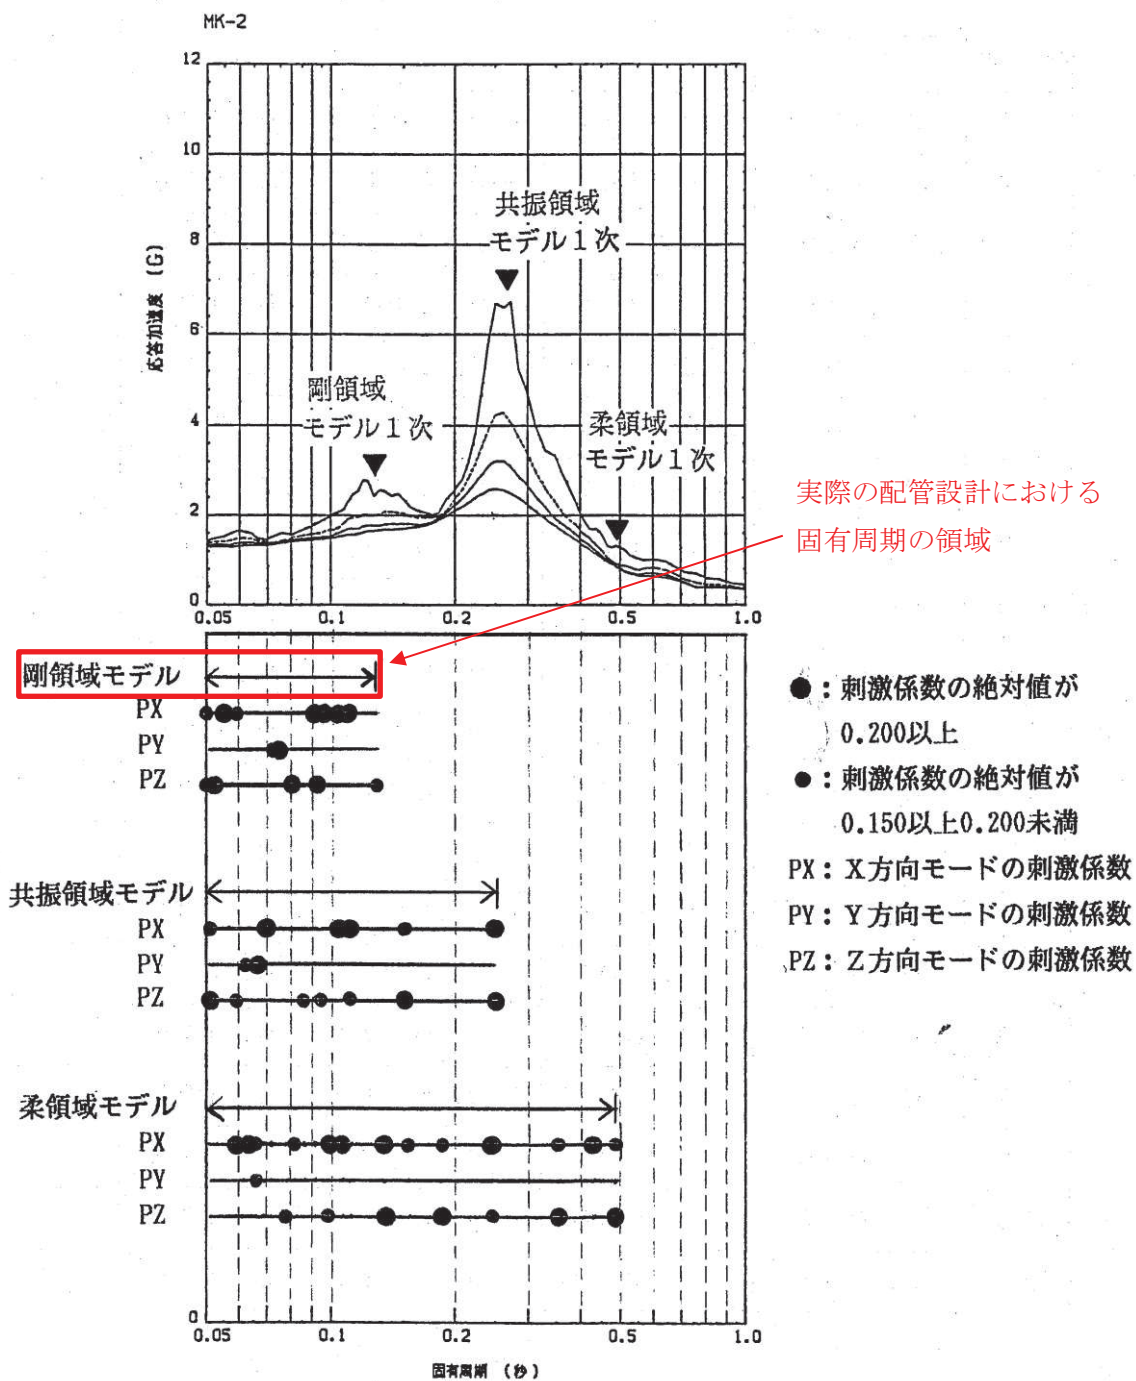 MK-2
12
10
8
6
4
2
0
応答加速度 (G)
共振領域
モデル1次
剛領域
モデル1次
柔領域
モデル1次
実際の配管設計における
固有周期の領域
0.05 0.1 0.2 0.5 1.0
剛領域モデル
PX
PY
PZ
●：刺激係数の絶対値が
0.200以上
●：刺激係数の絶対値が
0.150以上0.200未満
PX：X方向モードの刺激係数
PY：Y方向モードの刺激係数
PZ：Z方向モードの刺激係数
共振領域モデル
PX
PY
PZ
柔領域モデル
PX
PY
PZ
0
0.05 0.1 0.2 0.5 1.0
固有周期 (秒)